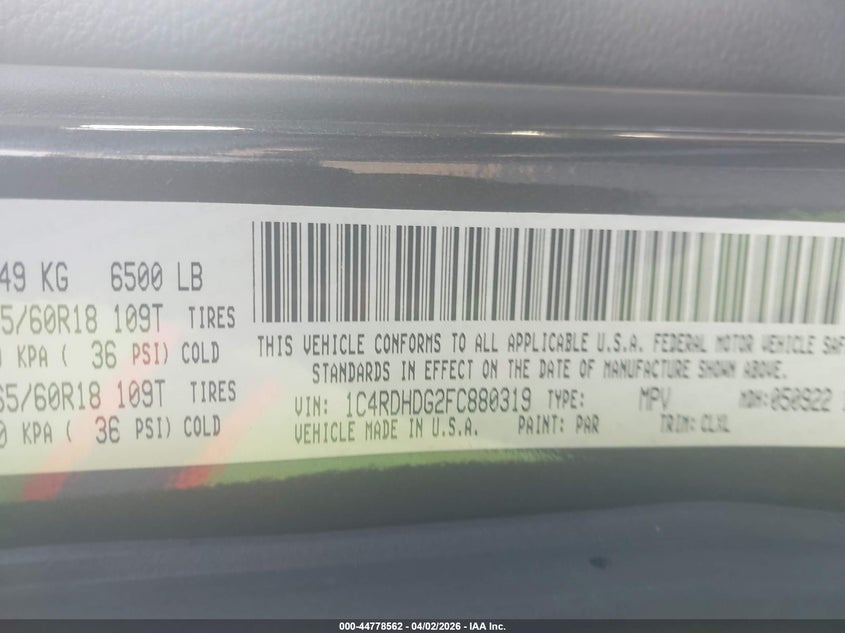 49 KG 6500 LB
5/60R18 109T TIRES
KPA ( 36 PSI) COLD
65/60R18 109T TIRES
0 KPA ( 36 PSI) COLD
THIS VEHICLE CONFORMS TO ALL APPLICABLE U.S.A. FEDERAL MOTOR VEHICLE SAF
STANDARDS IN EFFECT ON THE DATE OF MANUFACTURE SHOWN ABOVE.
VIN: 1C4RDHDG2FC880319 TYPE: MPV MDH: 050922
VEHICLE MADE IN U.S.A. PAINT: PAR TRIM: CLXL
000-44778562 - 04/02/2026 - IAA Inc.